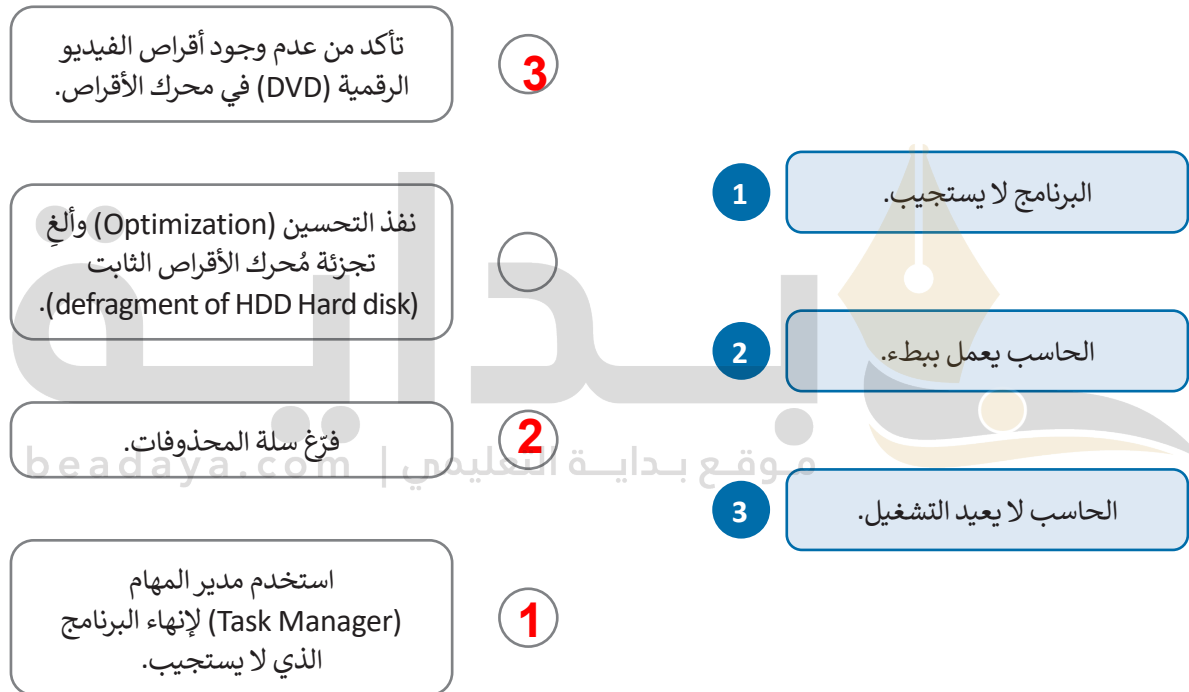 البرنامج لا يستجيب.
1
الحاسب يعمل ببطء.
2
الحاسب لا يعيد التشغيل.
3
3
تأكد من عدم وجود أقراص الفيديو
الرقمية (DVD) في محرك الأقراص.
نفذ التحسين (Optimization) وألغِ
تجزئة مُحرك الأقراص الثابت
(defragment of HDD Hard disk).
2
فرّغ سلة المحذوفات.
1
استخدم مدير المهام
(Task Manager) لإنهاء البرنامج
الذي لا يستجيب.
بداية
موقع بداية التعليمي | beadaya.com